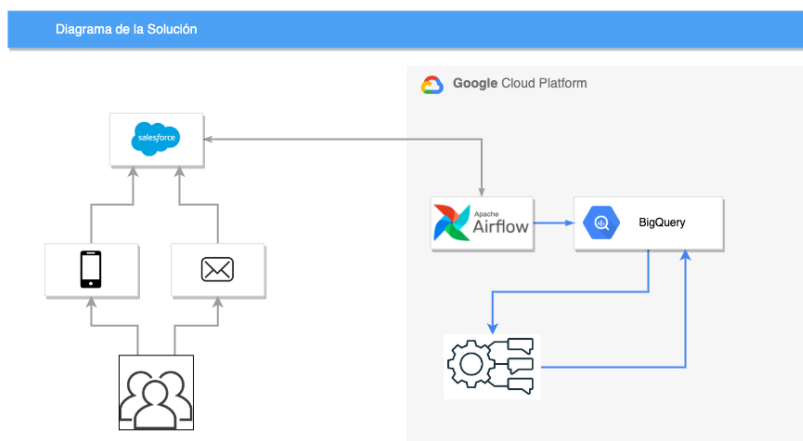 Diagrama de la Solución
Google Cloud Platform
salesforce
Apache
Airflow
BigQuery